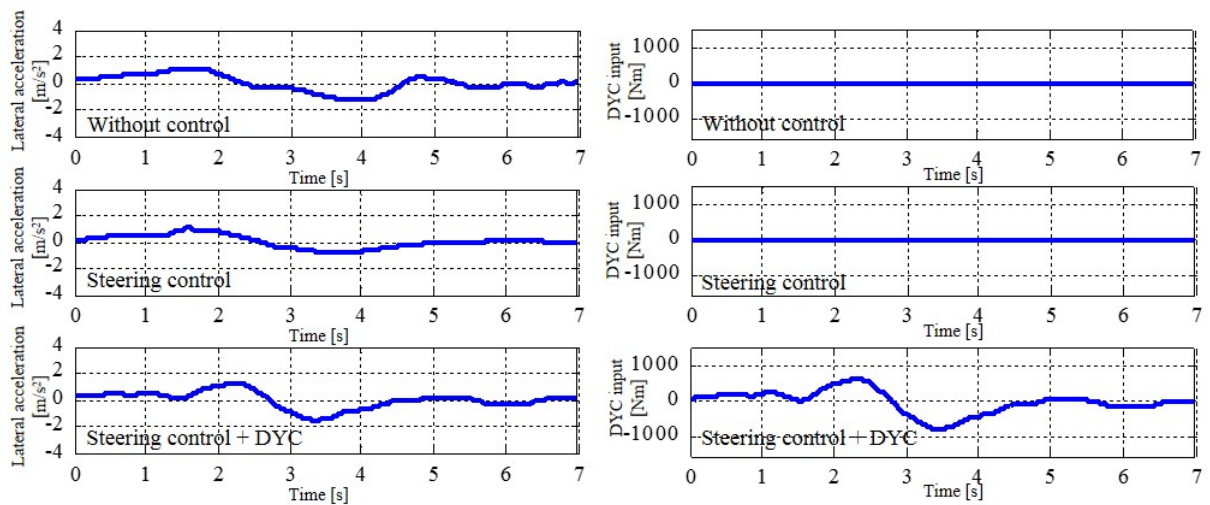 Lateral acceleration
[m/s²]
4
2
0
-2
-4
Without control
0 1 2 3 4 5 6 7
Time [s]
DYC input
[Nm]
1000
0
-1000
Without control
0 1 2 3 4 5 6 7
Time [s]
Lateral acceleration
[m/s²]
4
2
0
-2
-4
Steering control
0 1 2 3 4 5 6 7
Time [s]
DYC input
[Nm]
1000
0
-1000
Steering control
0 1 2 3 4 5 6 7
Time [s]
Lateral acceleration
[m/s²]
4
2
0
-2
-4
Steering control + DYC
0 1 2 3 4 5 6 7
Time [s]
DYC input
[Nm]
1000
0
-1000
Steering control + DYC
0 1 2 3 4 5 6 7
Time [s]